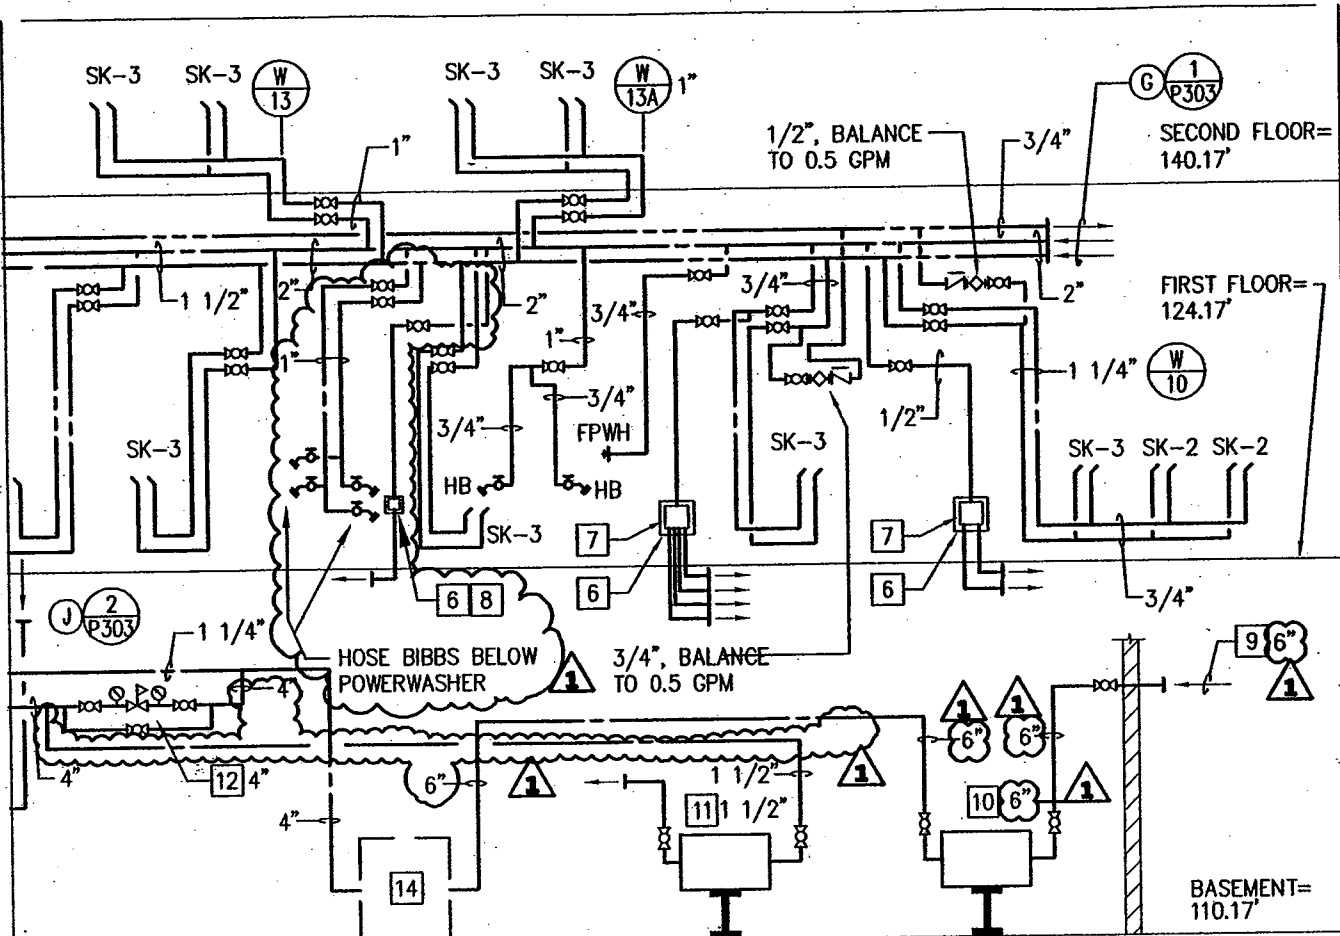 SK-3
SK-3
W
13
SK-3
SK-3
W
13A
1"
G
1
P303
1/2", BALANCE
TO 0.5 GPM
3/4"
SECOND FLOOR=
140.17'
1"
1 1/2"
2"
2"
3/4"
3/4"
2"
FIRST FLOOR=
124.17'
1"
1"
3/4"
1 1/4"
W
10
3/4"
FPWH
1/2"
SK-3
SK-3
SK-3
SK-2
SK-2
HB
HB
SK-3
7
7
6
8
6
6
3/4"
J
2
P303
1 1/4"
HOSE BIBBS BELOW
POWERWASHER
1
3/4", BALANCE
TO 0.5 GPM
9
6"
1
4"
1
1
6"
6"
4"
12
4"
6"
1
1 1/2"
1
11
1 1/2"
10
6"
1
4"
14
BASEMENT=
110.17'